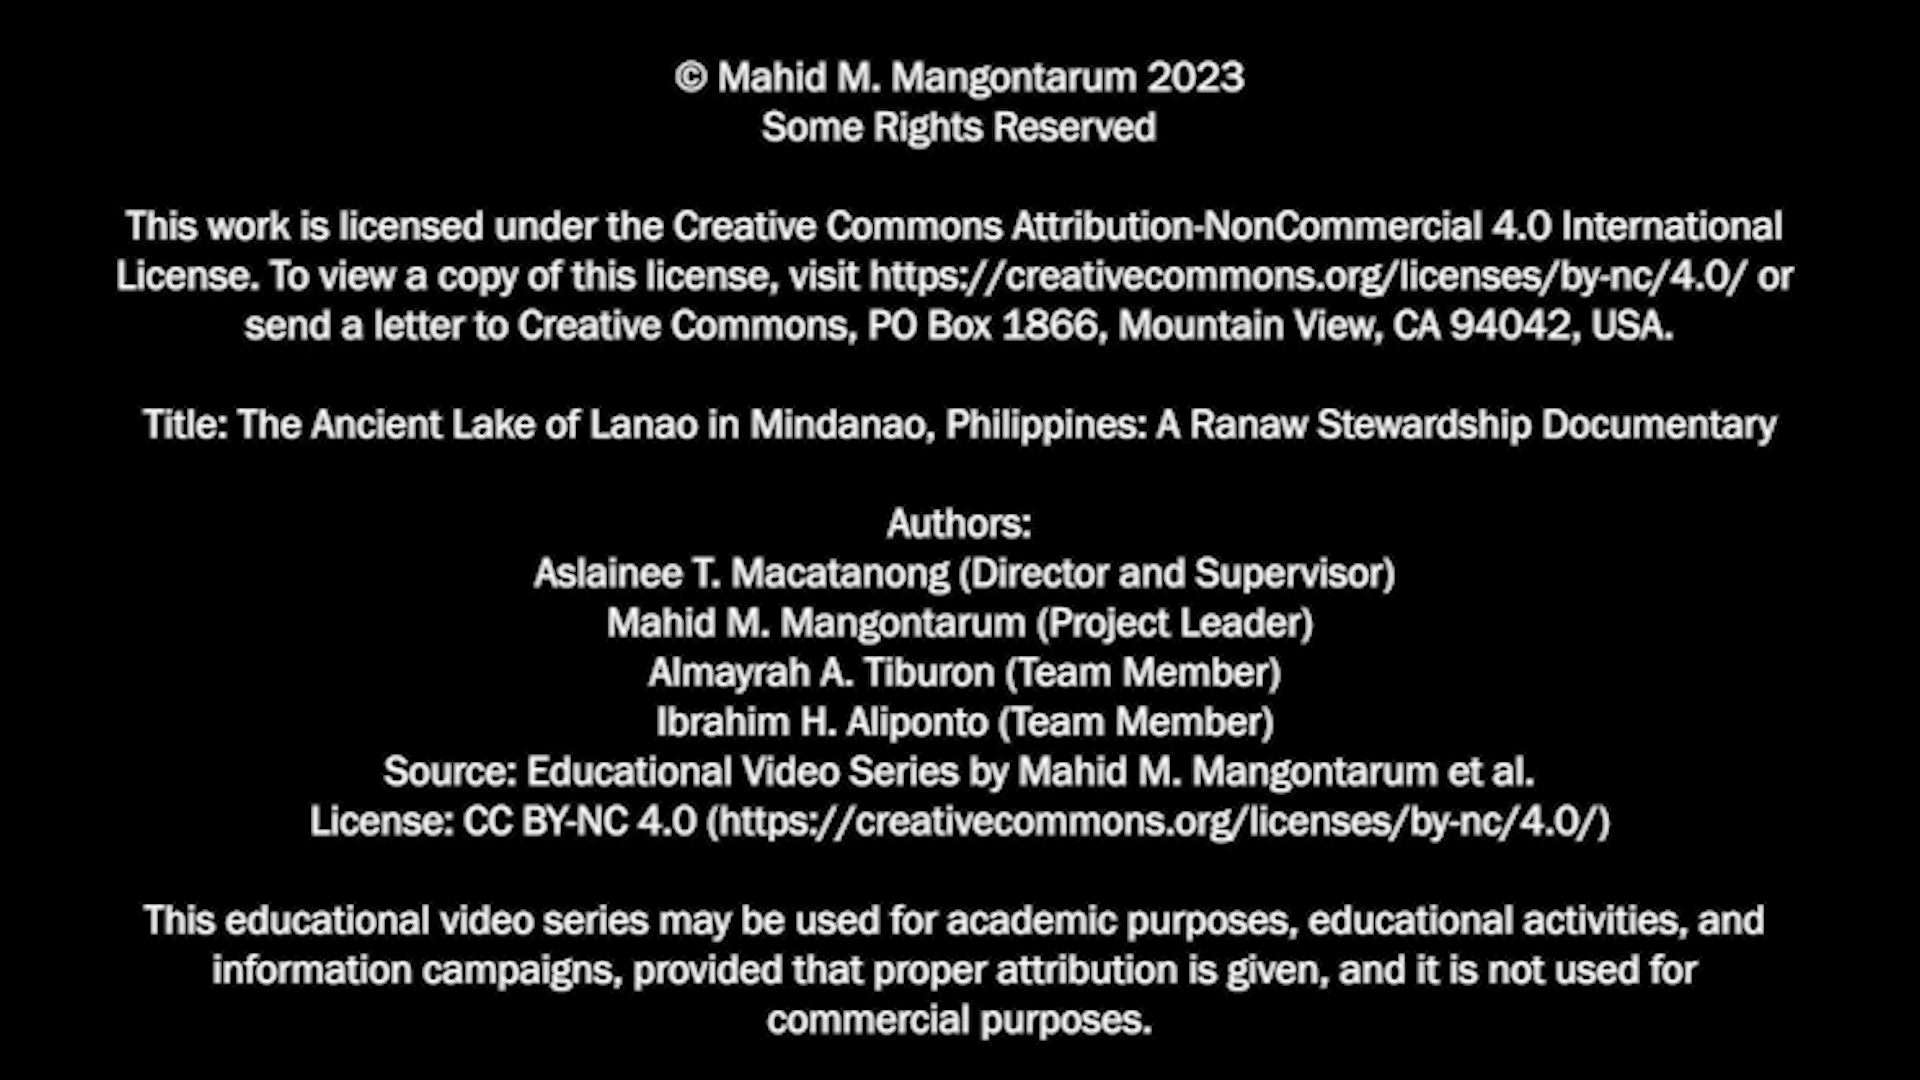 © Mahid M. Mangontarum 2023
Some Rights Reserved
This work is licensed under the Creative Commons Attribution-NonCommercial 4.0 International
License. To view a copy of this license, visit https://creativecommons.org/licenses/by-nc/4.0/ or
send a letter to Creative Commons, PO Box 1866, Mountain View, CA 94042, USA.
Title: The Ancient Lake of Lanao in Mindanao, Philippines: A Ranaw Stewardship Documentary
Authors:
Aslainee T. Macatanong (Director and Supervisor)
Mahid M. Mangontarum (Project Leader)
Almayrah A. Tiburon (Team Member)
Ibrahim H. Aliponto (Team Member)
Source: Educational Video Series by Mahid M. Mangontarum et al.
License: CC BY-NC 4.0 (https://creativecommons.org/licenses/by-nc/4.0/)
This educational video series may be used for academic purposes, educational activities, and
information campaigns, provided that proper attribution is given, and it is not used for
commercial purposes.